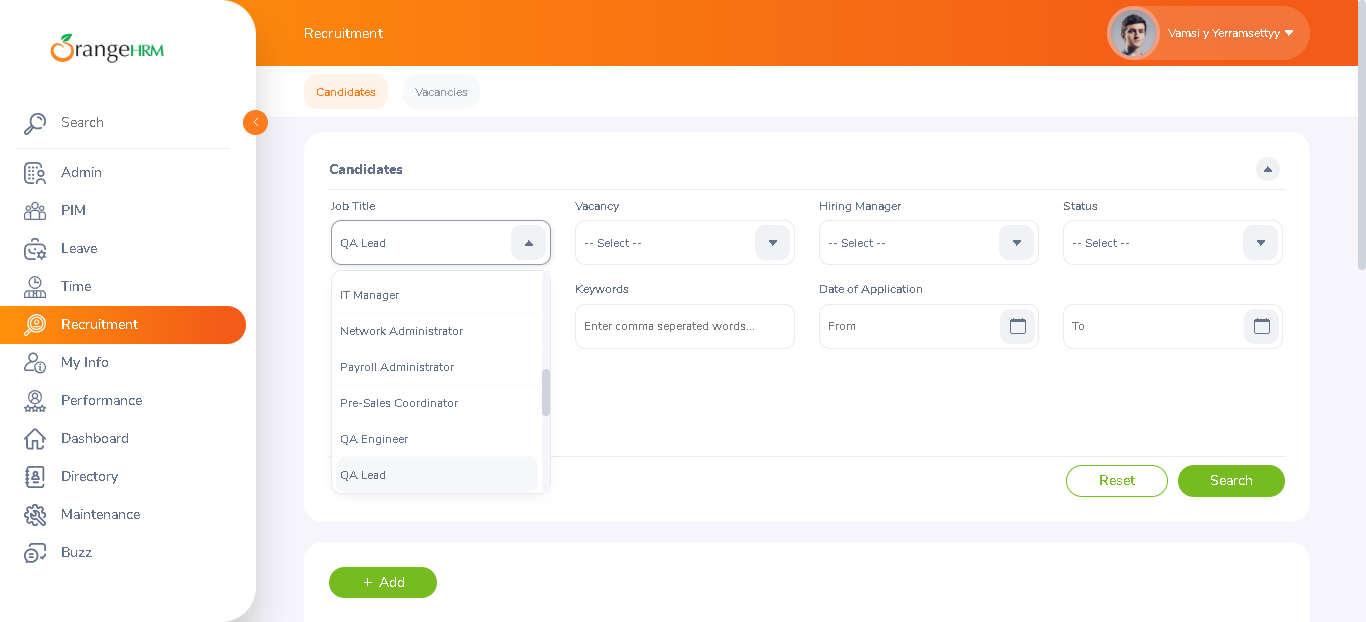 OrangeHRM
Search
Admin
PIM
Leave
Time
Recruitment
My Info
Performance
Dashboard
Directory
Maintenance
Buzz
Recruitment
Vamsi y Yerramsettyy
Candidates
Vacancies
Candidates
Job Title
Vacancy
Hiring Manager
Status
QA Lead
-- Select --
-- Select --
-- Select --
IT Manager
Network Administrator
Payroll Administrator
Pre-Sales Coordinator
QA Engineer
QA Lead
Keywords
Date of Application
Enter comma seperated words...
From
To
Reset
Search
+ Add